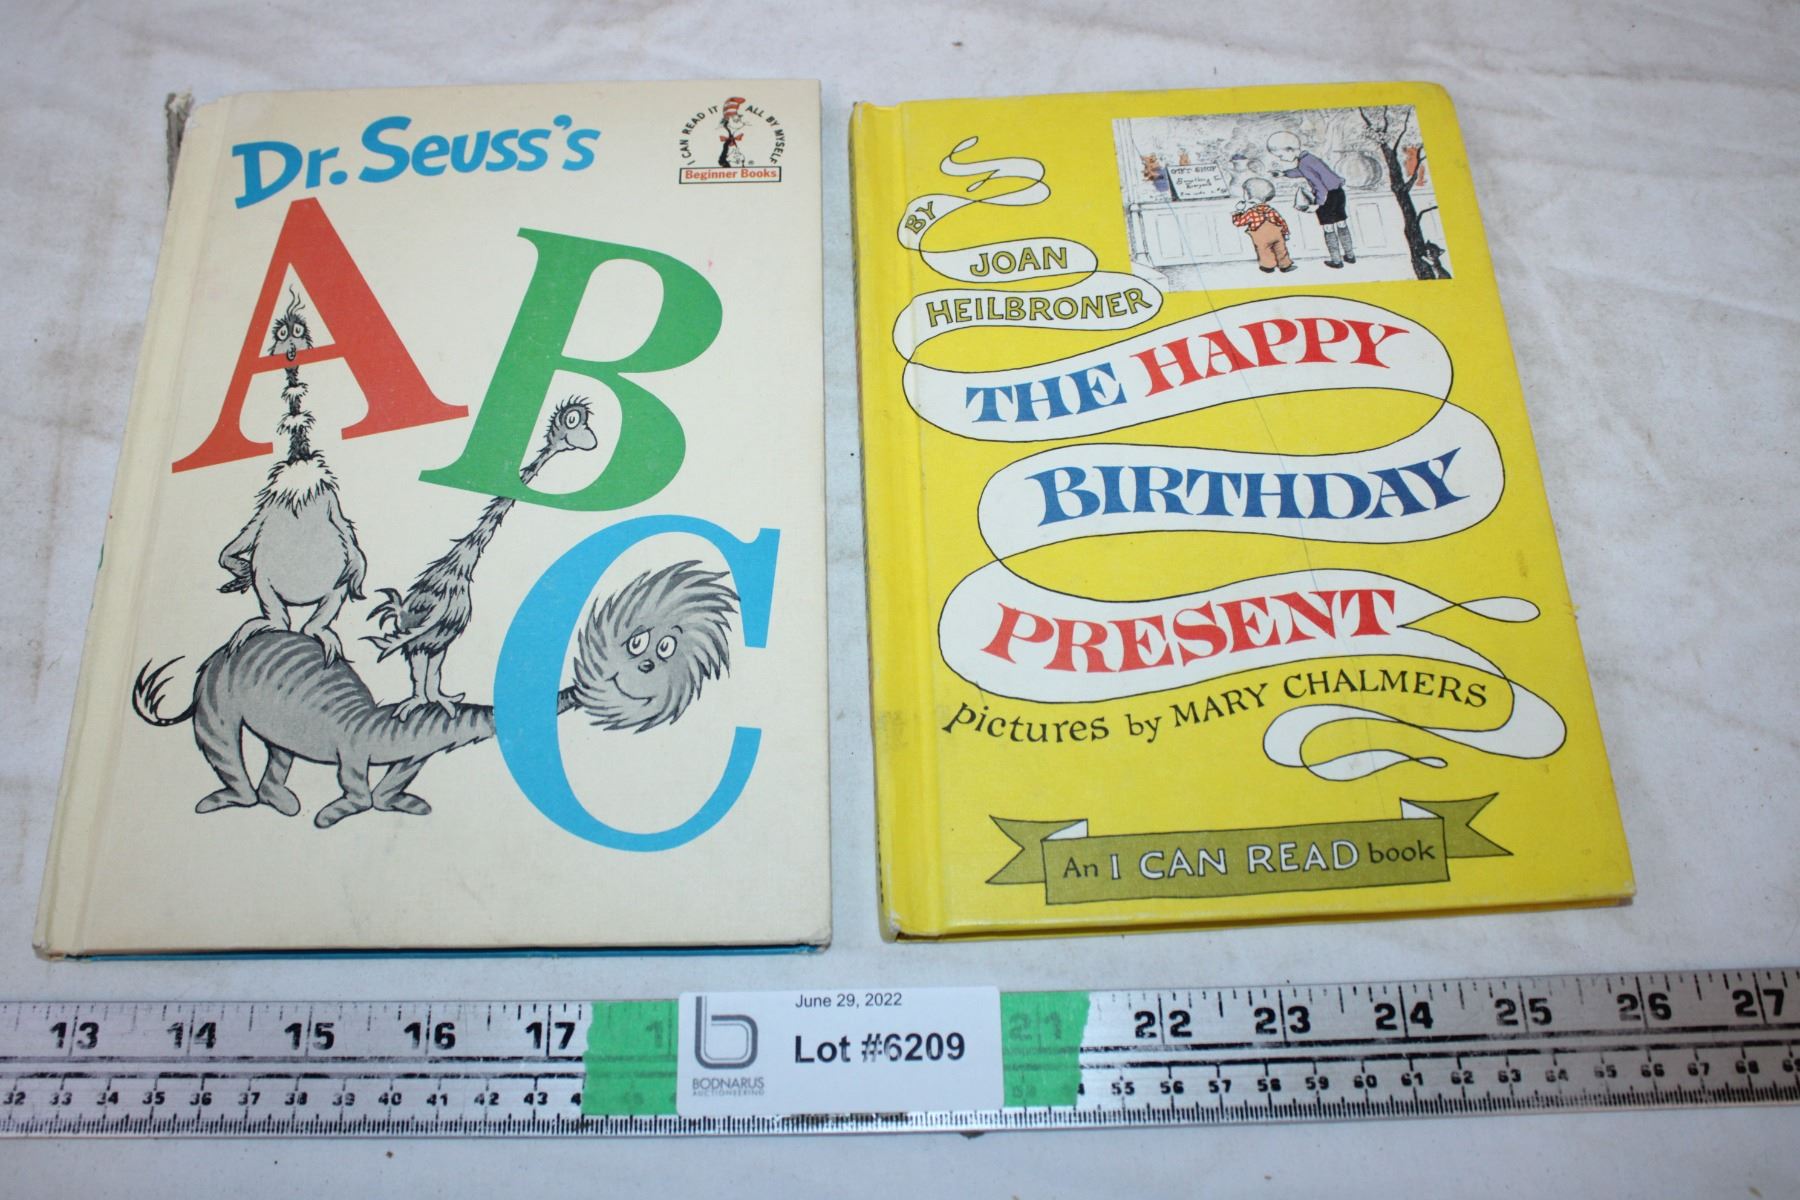 Dr. Seuss's
I CAN READ IT ALL BY MYSELF
Beginner Books
A
B
C
GIFT SHOP
BY
JOAN
HEILBRONER
THE HAPPY
BIRTHDAY
PRESENT
pictures by MARY CHALMERS
An I CAN READ book
June 29, 2022
Lot #6209
BODNARUS
AUCTIONEERING
13 14 15 16 17 21 22 23 24 25 26 27
32 33 34 35 36 37 38 39 40 41 42 43 55 56 57 58 59 60 61 62 63 64 65 66 67 68